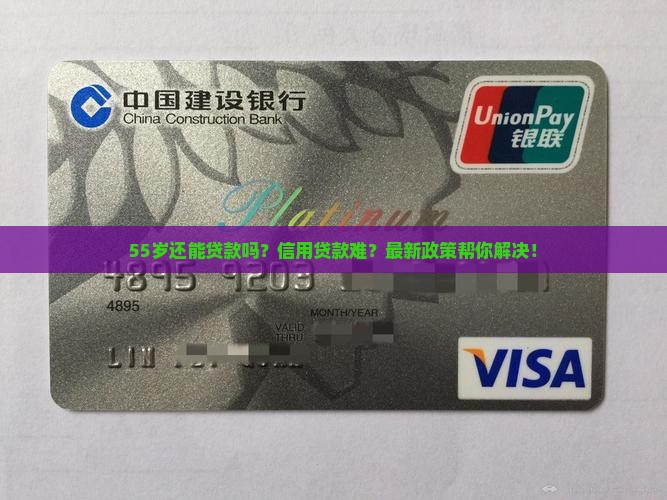 中国建设银行
China Construction Bank
UnionPay
银联
Platinum
55岁还能贷款吗？信用贷款难？最新政策帮你解决！
4895 9203
4895
MONTH/YEAR
VALID
THRU
LIN
VISA